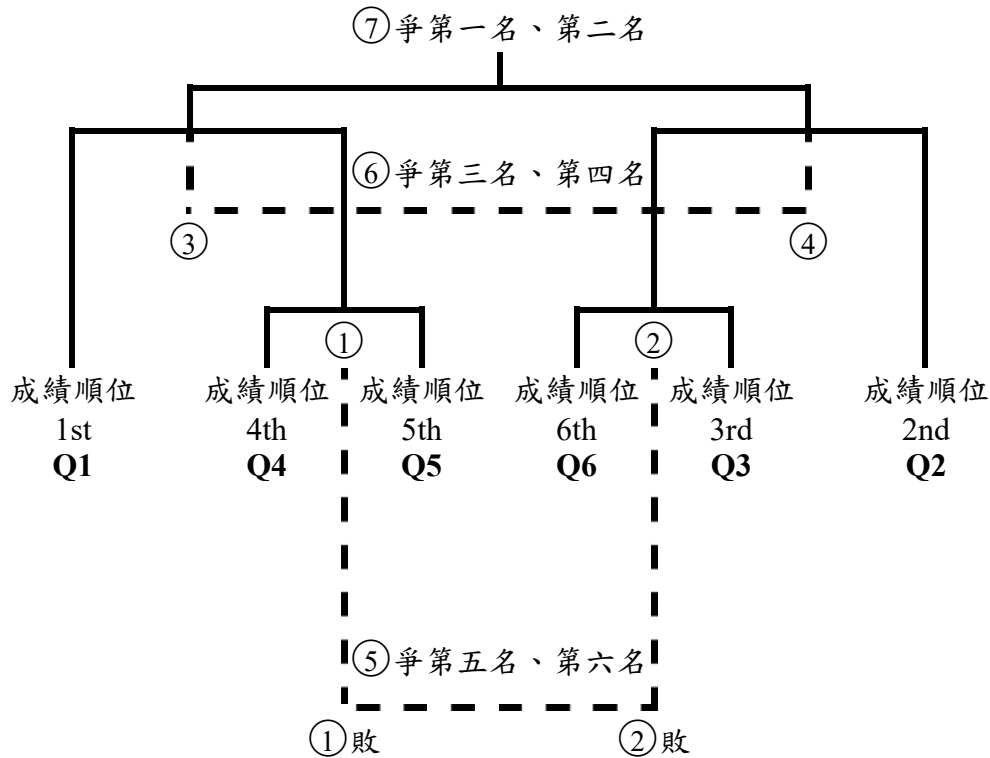 ⑦爭第一名、第二名
⑥爭第三名、第四名
③
④
①
②
成績順位
1st
Q1
成績順位
4th
Q4
成績順位
5th
Q5
成績順位
6th
Q6
成績順位
3rd
Q3
成績順位
2nd
Q2
⑤爭第五名、第六名
①敗
②敗